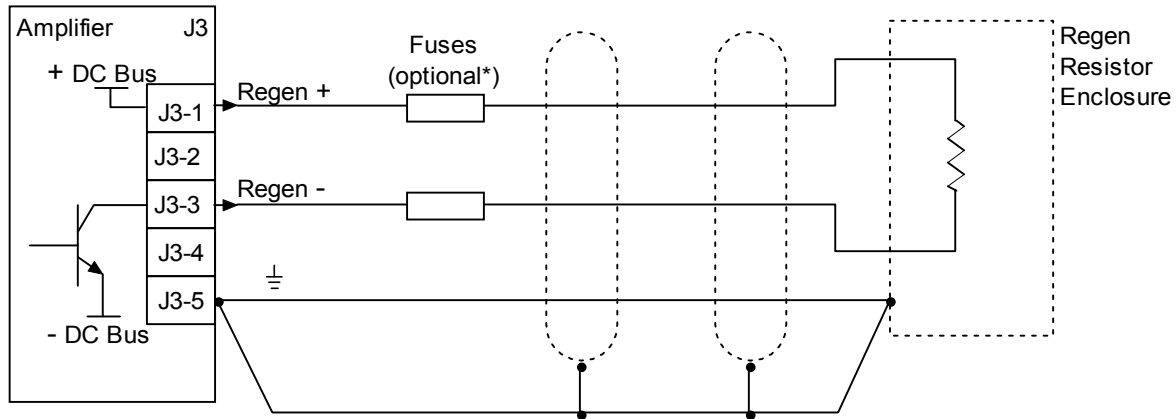 Amplifier J3
+ DC Bus
J3-1
J3-2
J3-3
J3-4
J3-5
- DC Bus
Regen +
Regen -
Fuses
(optional*)
Regen
Resistor
Enclosure